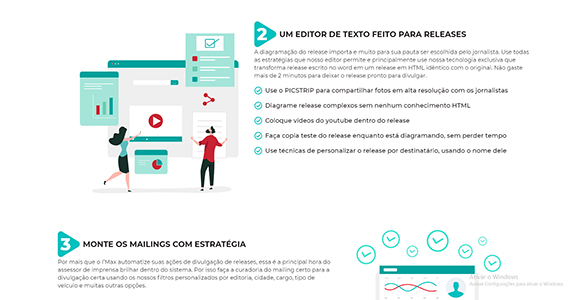 2 UM EDITOR DE TEXTO FEITO PARA RELEASES
A diagramação do release importa e muito para sua pauta ser escolhida pelo jornalista. Use todas
as estratégias que nosso editor permite e principalmente use nossa tecnologia exclusiva que
transforma release escrito no word em um release em HTML idêntico com o original. Não gaste
mais de 2 minutos para deixar o release pronto para divulgar.
Use o PICSTRIP para compartilhar fotos em alta resolução com os jornalistas
Diagrame release complexos sem nenhum conhecimento HTML
Coloque vídeos do youtube dentro do release
Faça copia teste do release enquanto está diagramando, sem perder tempo
Use técnicas de personalizar o release por destinatário, usando o nome dele
3 MONTE OS MAILINGS COM ESTRATÉGIA
Por mais que o I'Max automatize suas ações de divulgação de releases, essa é a principal hora do
assessor de imprensa brilhar dentro do sistema. Por isso faça a curadoria do mailing certo para a
divulgação certa usando os nossos filtros personalizados por editoria, cidade, cargo, tipo de
veículo e muitas outras opções.
Ativar o Windows
Acesse Configurações para ativar o Windows